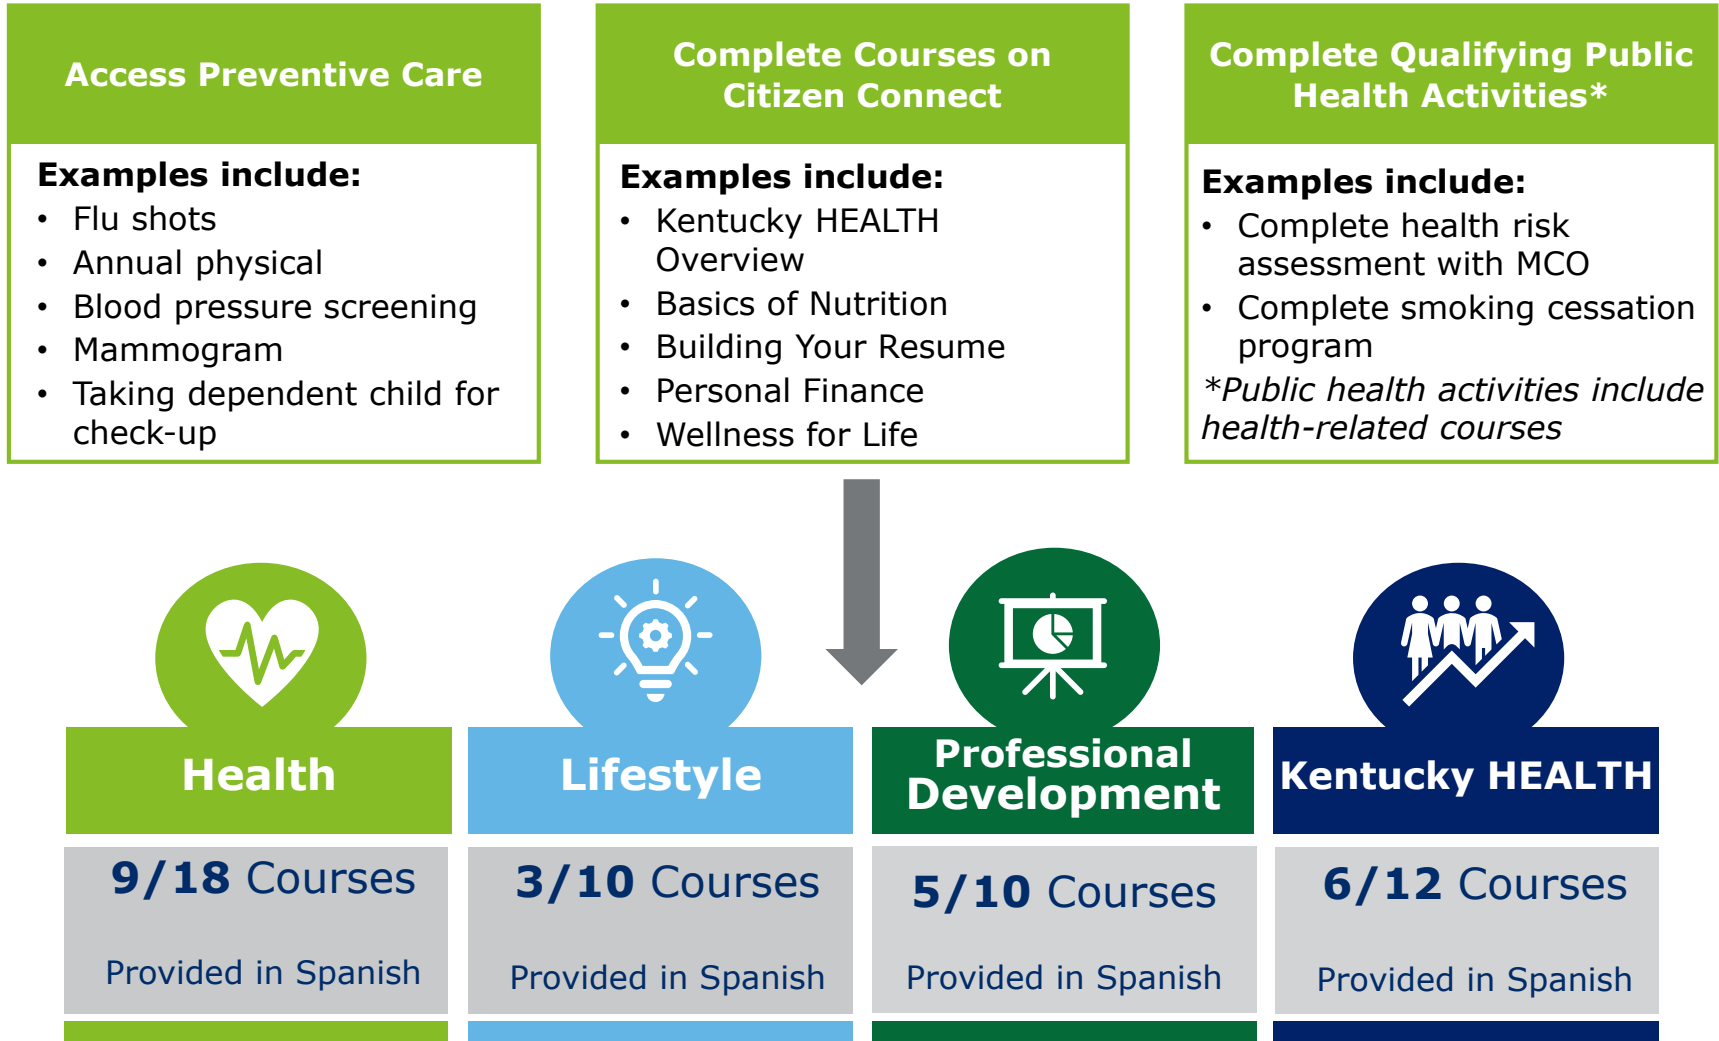 Access Preventive Care
Examples include:
• Flu shots
• Annual physical
• Blood pressure screening
• Mammogram
• Taking dependent child for
check-up
Complete Courses on
Citizen Connect
Examples include:
• Kentucky HEALTH
Overview
• Basics of Nutrition
• Building Your Resume
• Personal Finance
• Wellness for Life
Complete Qualifying Public
Health Activities*
Examples include:
• Complete health risk
assessment with MCO
• Complete smoking cessation
program
*Public health activities include
health-related courses
Health
9/18 Courses
Provided in Spanish
Lifestyle
3/10 Courses
Provided in Spanish
Professional
Development
5/10 Courses
Provided in Spanish
Kentucky HEALTH
6/12 Courses
Provided in Spanish